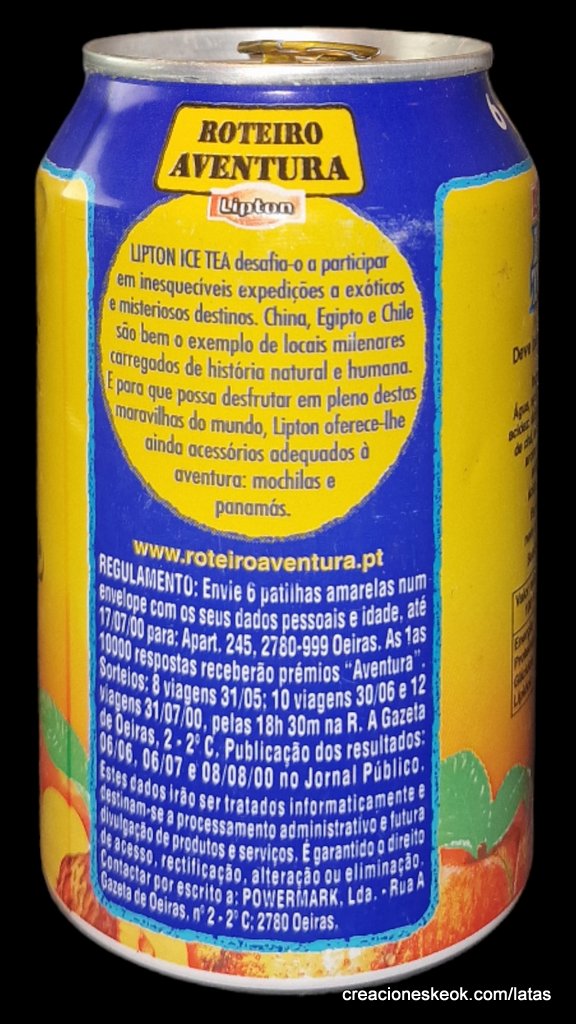 ROTEIRO
AVENTURA
Lipton
LIPTON ICE TEA desafia-o a participar
em inesquecíveis expedições a exóticos
e misteriosos destinos. China, Egipto e Chile
são bem o exemplo de locais milenares
carregados de história natural e humana.
E para que possa desfrutar em pleno destas
maravilhas do mundo, Lipton oferece-lhe
ainda acessórios adequados à
aventura: mochilas e
panamás.
www.roteiroaventura.pt
REGULAMENTO: Envie 6 patilhas amarelas num
envelope com os seus dados pessoais e idade, até
17/07/00 para: Apart. 245, 2780-999 Oeiras. As 1as
10000 respostas receberão prémios “Aventura”.
Sorteios: 8 viagens 31/05; 10 viagens 30/06 e 12
viagens 31/07/00, pelas 18h 30m na R. A Gazeta
de Oeiras, 2 - 2º C. Publicação dos resultados:
06/06, 06/07 e 08/08/00 no Jornal Público.
Estes dados irão ser tratados informaticamente e
destinam-se a processamento administrativo e futura
divulgação de produtos e serviços. É garantido o direito
de acesso, rectificação, alteração ou eliminação.
Contactar por escrito a: POWERMARK, Lda. - Rua A
Gazeta de Oeiras, nº 2 - 2º C; 2780 Oeiras.
Deve
Água,
creacioneskeok.com/latas